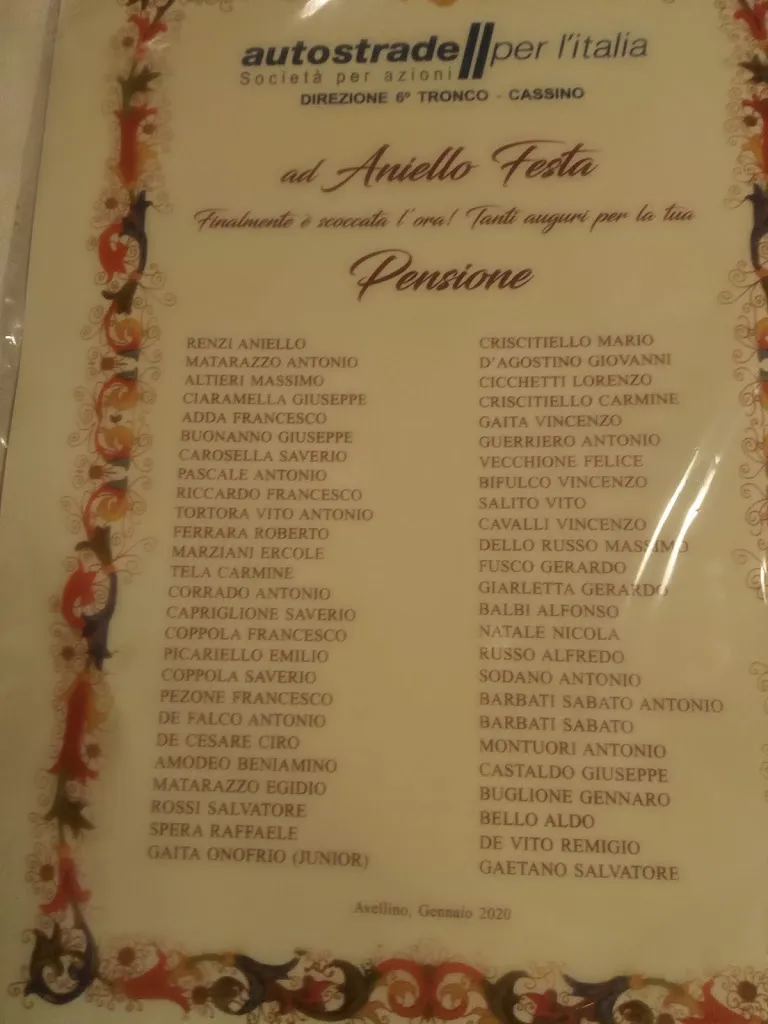 autostrade per l'italia
Società per azioni
DIREZIONE 6° TRONCO - CASSINO
ad Aniello Festa
Finalmente è scoccata l'ora! Tanti auguri per la tua
Pensione
RENZI ANIELLO
MATARAZZO ANTONIO
ALTIERI MASSIMO
CIARAMELLA GIUSEPPE
ADDA FRANCESCO
BUONANNO GIUSEPPE
CAROSELLA SAVERIO
PASCALE ANTONIO
RICCARDO FRANCESCO
TORTORA VITO ANTONIO
FERRARA ROBERTO
MARZIANI ERCOLE
TELA CARMINE
CORRADO ANTONIO
CAPRIGLIONE SAVERIO
COPPOLA FRANCESCO
PICARIELLO EMILIO
COPPOLA SAVERIO
PEZONE FRANCESCO
DE FALCO ANTONIO
DE CESARE CIRO
AMODEO BENIAMINO
MATARAZZO EGIDIO
ROSSI SALVATORE
SPERA RAFFAELE
GAITA ONOFRIO (JUNIOR)
CRISCITIELLO MARIO
D'AGOSTINO GIOVANNI
CICCHETTI LORENZO
CRISCITIELLO CARMINE
GAITA VINCENZO
GUERRIERO ANTONIO
VECCHIONE FELICE
BIFULCO VINCENZO
SALITO VITO
CAVALLI VINCENZO
DELLO RUSSO MASSIMO
FUSCO GERARDO
GIARLETTA GERARDO
BALBI ALFONSO
NATALE NICOLA
RUSSO ALFREDO
SODANO ANTONIO
BARBATI SABATO ANTONIO
BARBATI SABATO
MONTUORI ANTONIO
CASTALDO GIUSEPPE
BUGLIONE GENNARO
BELLO ALDO
DE VITO REMIGIO
GAETANO SALVATORE
Avellino, Gennaio 2020